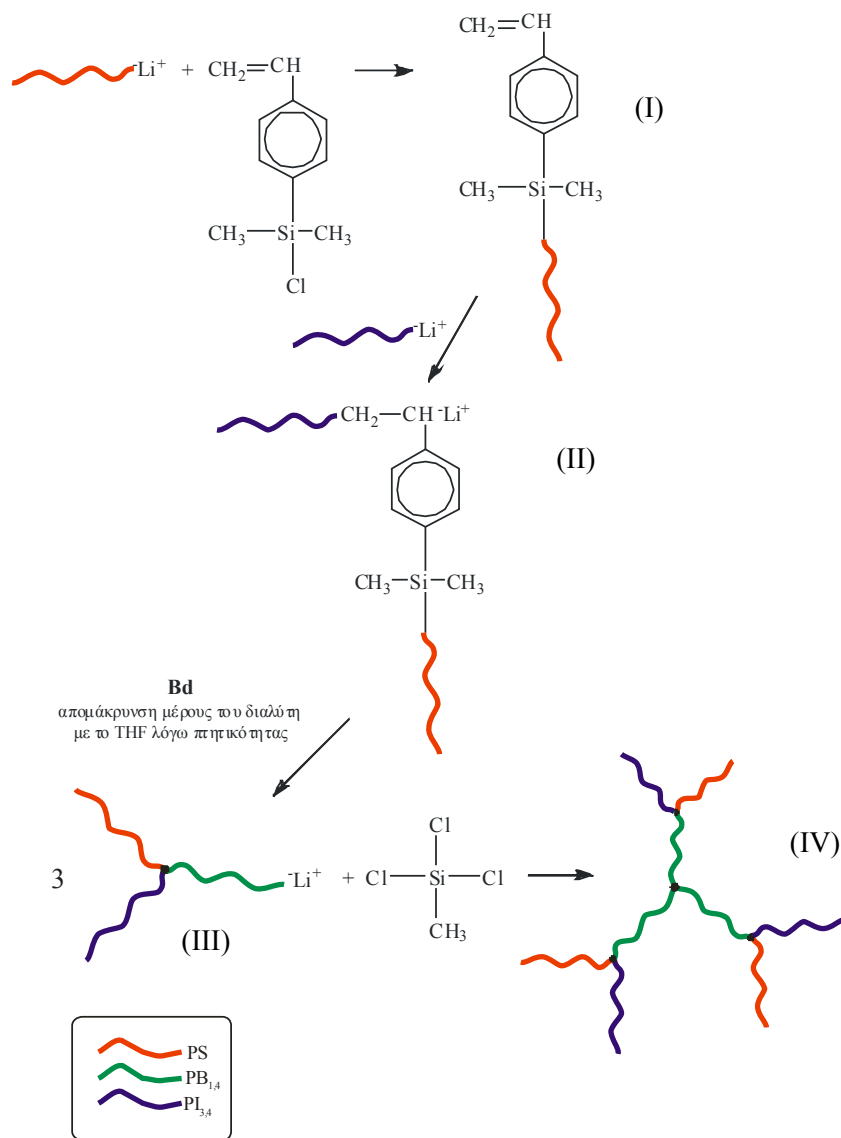 CH2=CH
-Li+ + CH2=CH
(I)
CH3 Si CH3
CH3 Si CH3
Cl
-Li+
CH2 CH -Li+
(II)
CH3 Si CH3
Bd
απομάκρυνση μέρους του διαλύτη
με το THF λόγω πτητικότητας
(IV)
Cl
3 -Li+ + Cl Si Cl
CH3
(III)
PS
PB1,4
PI3,4